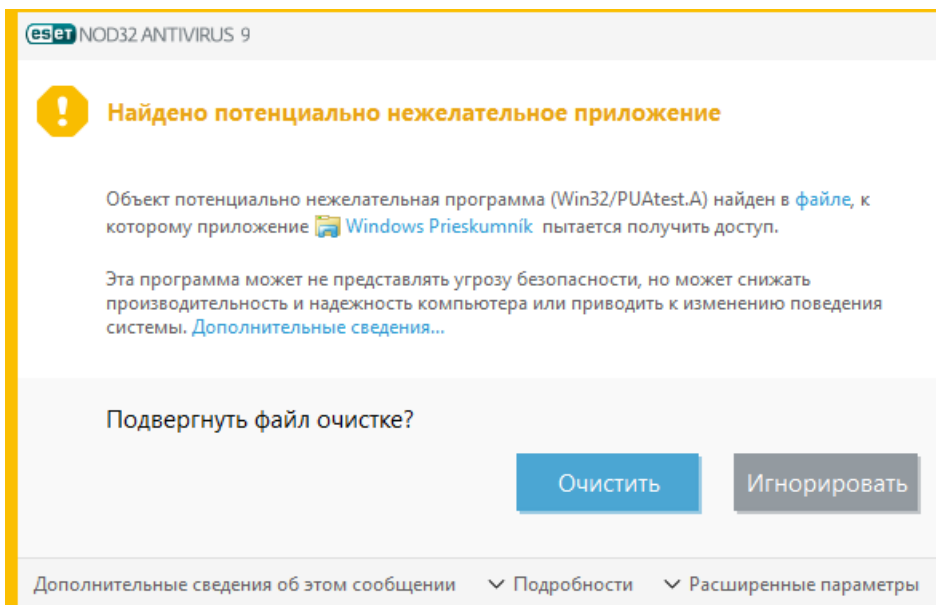 eset NOD32 ANTIVIRUS 9
Найдено потенциально нежелательное приложение
Объект потенциально нежелательная программа (Win32/PUAtest.A) найден в файле, к
которому приложение Windows Prieskumník пытается получить доступ.
Эта программа может не представлять угрозу безопасности, но может снижать
производительность и надежность компьютера или приводить к изменению поведения
системы. Дополнительные сведения...
Подвергнуть файл очистке?
Очистить Игнорировать
Дополнительные сведения об этом сообщении Подробности Расширенные параметры